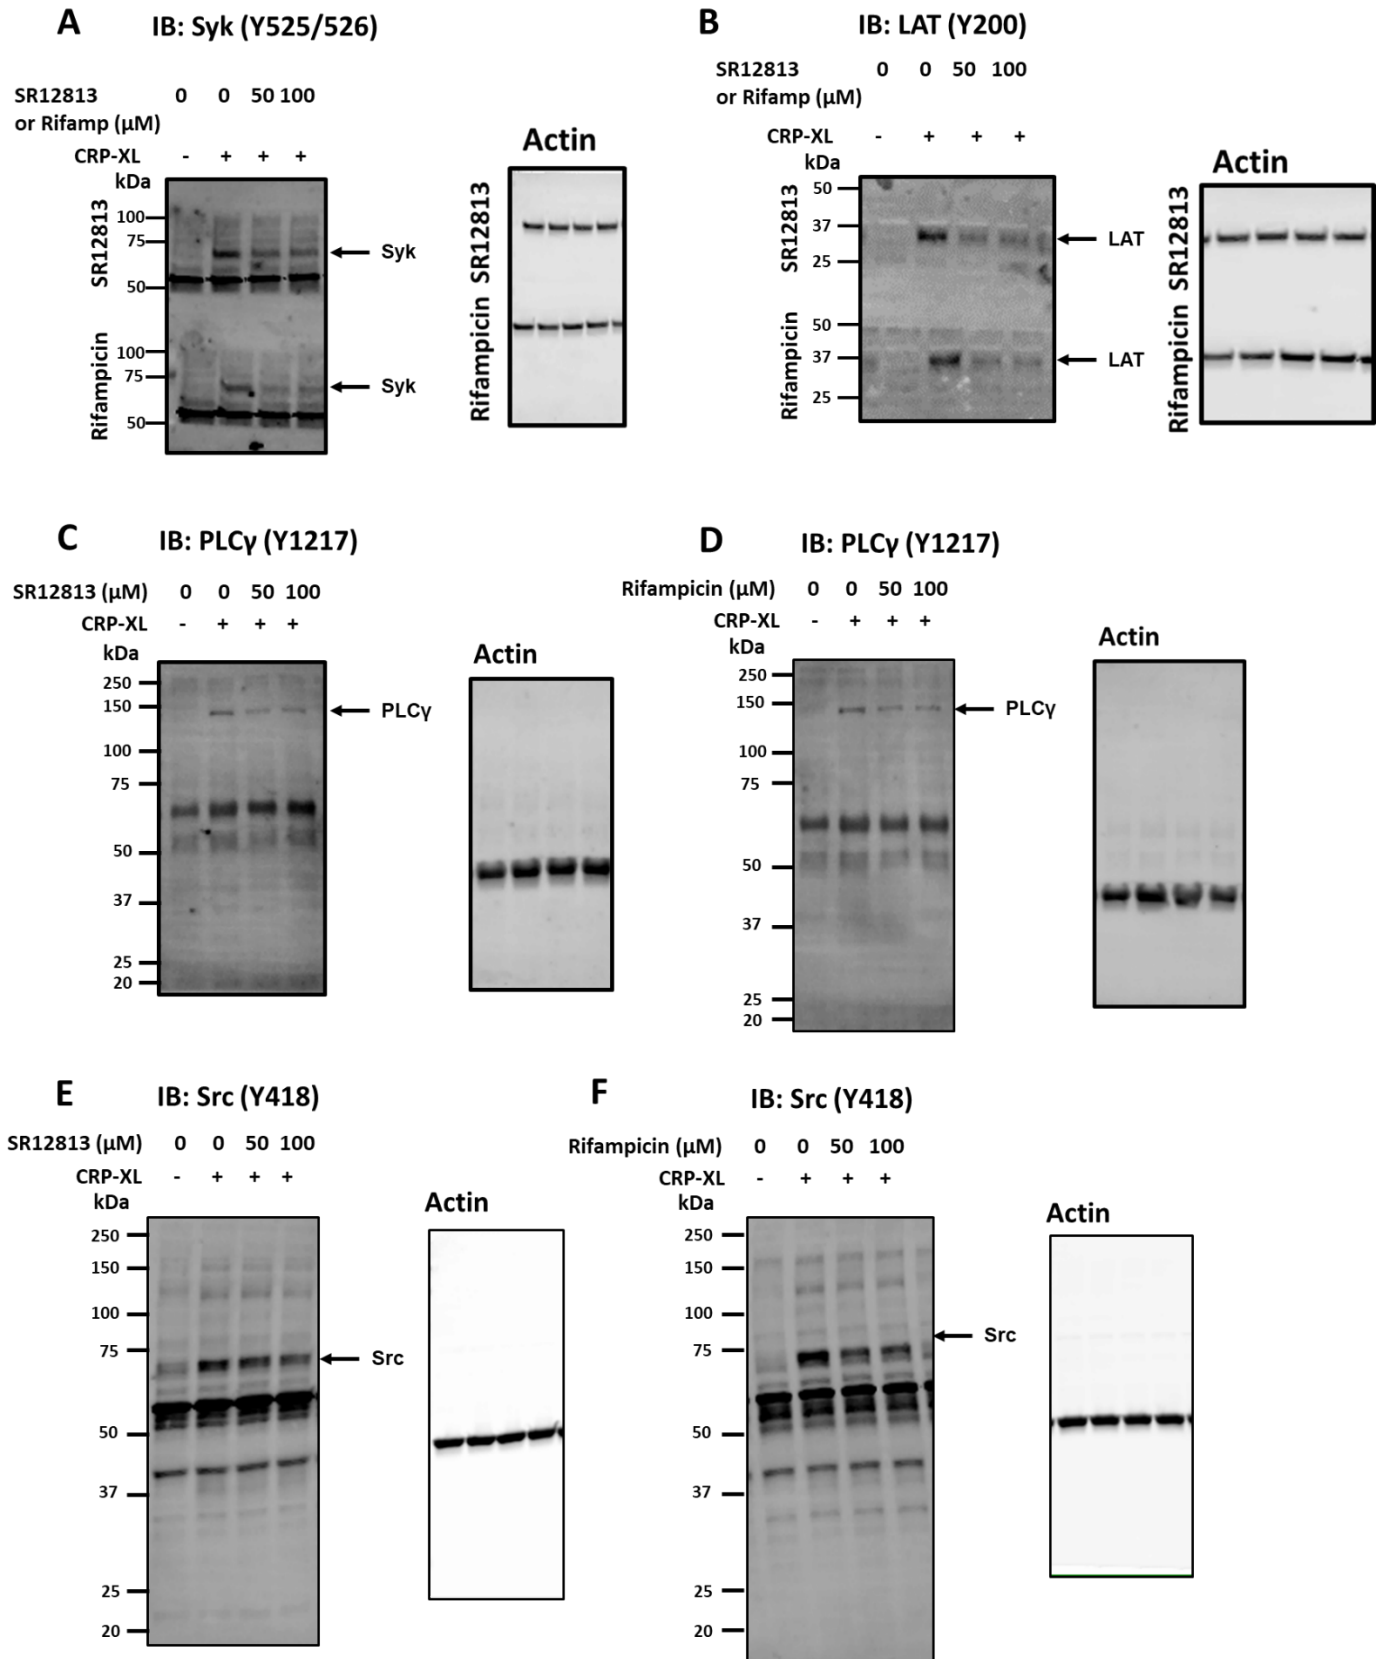 A
IB: Syk (Y525/526)
SR12813
or Rifamp (μM)
0 0 50 100
CRP-XL - + + +
kDa
SR12813
100
75
50
Syk
Rifampicin
100
75
50
Syk
Actin
Rifampicin SR12813
B
IB: LAT (Y200)
SR12813
or Rifamp (μM)
0 0 50 100
CRP-XL - + + +
kDa
SR12813
50
37
25
LAT
Rifampicin
50
37
25
LAT
Actin
Rifampicin SR12813
C
IB: PLCγ (Y1217)
SR12813 (μM) 0 0 50 100
CRP-XL - + + +
kDa
250
150
PLCγ
100
75
50
37
25
20
Actin
D
IB: PLCγ (Y1217)
Rifampicin (μM) 0 0 50 100
CRP-XL - + + +
kDa
250
150
PLCγ
100
75
50
37
25
20
Actin
E
IB: Src (Y418)
SR12813 (μM) 0 0 50 100
CRP-XL - + + +
kDa
250
150
100
75
Src
50
37
25
20
Actin
F
IB: Src (Y418)
Rifampicin (μM) 0 0 50 100
CRP-XL - + + +
kDa
250
150
100
Src
75
50
37
25
20
Actin